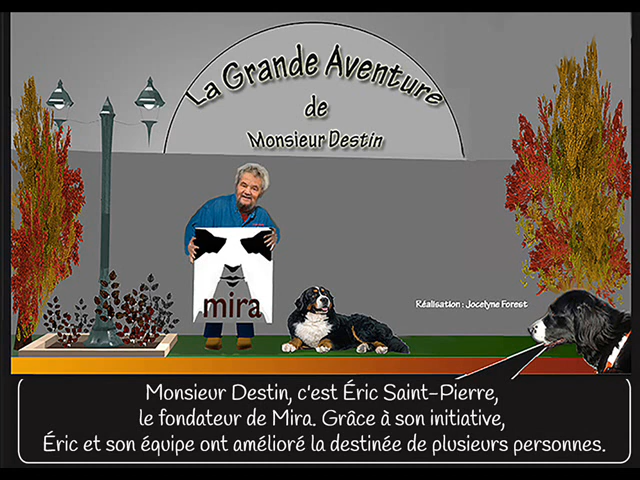 La Grande Aventure
de
Monsieur Destin
mira
Réalisation : Jocelyne Forest
Monsieur Destin, c'est Éric Saint-Pierre,
le fondateur de Mira. Grâce à son initiative,
Éric et son équipe ont amélioré la destinée de plusieurs personnes.